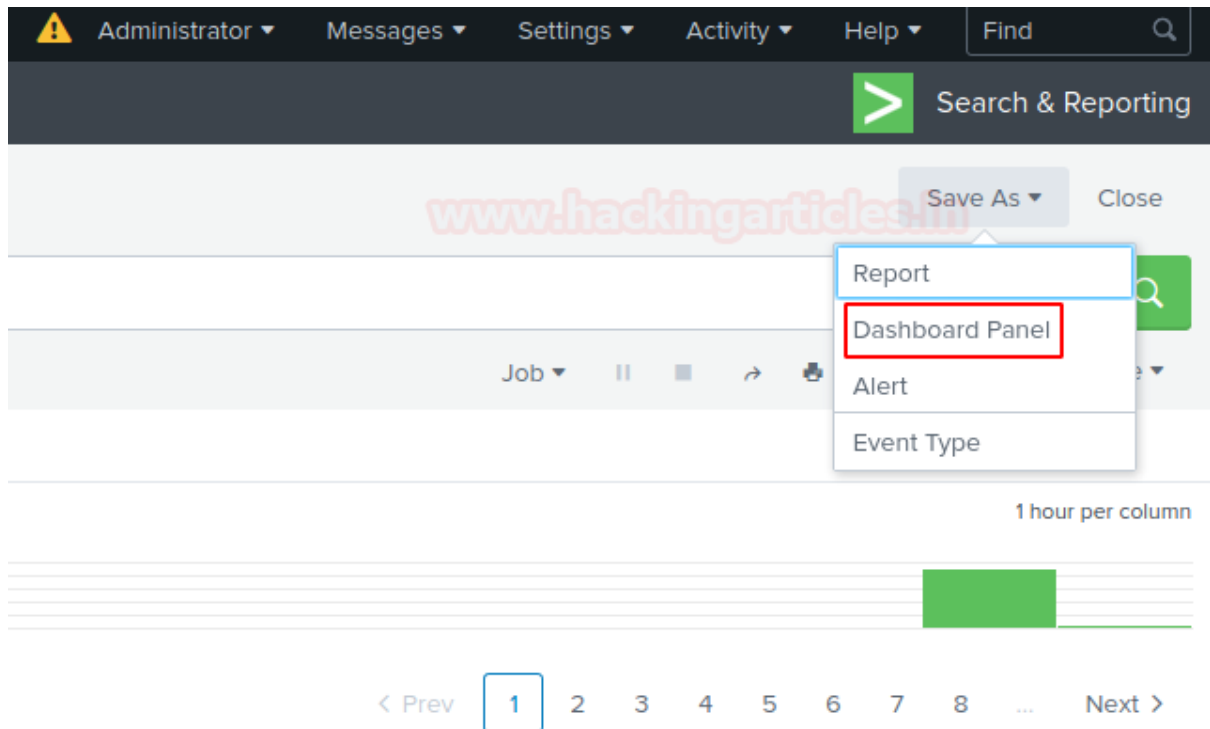 Administrator Messages Settings Activity Help Find
Search & Reporting
www.hackingarticles.in
Save As Close
Report
Dashboard Panel
Job
Alert
Event Type
1 hour per column
< Prev 1 2 3 4 5 6 7 8 ... Next >